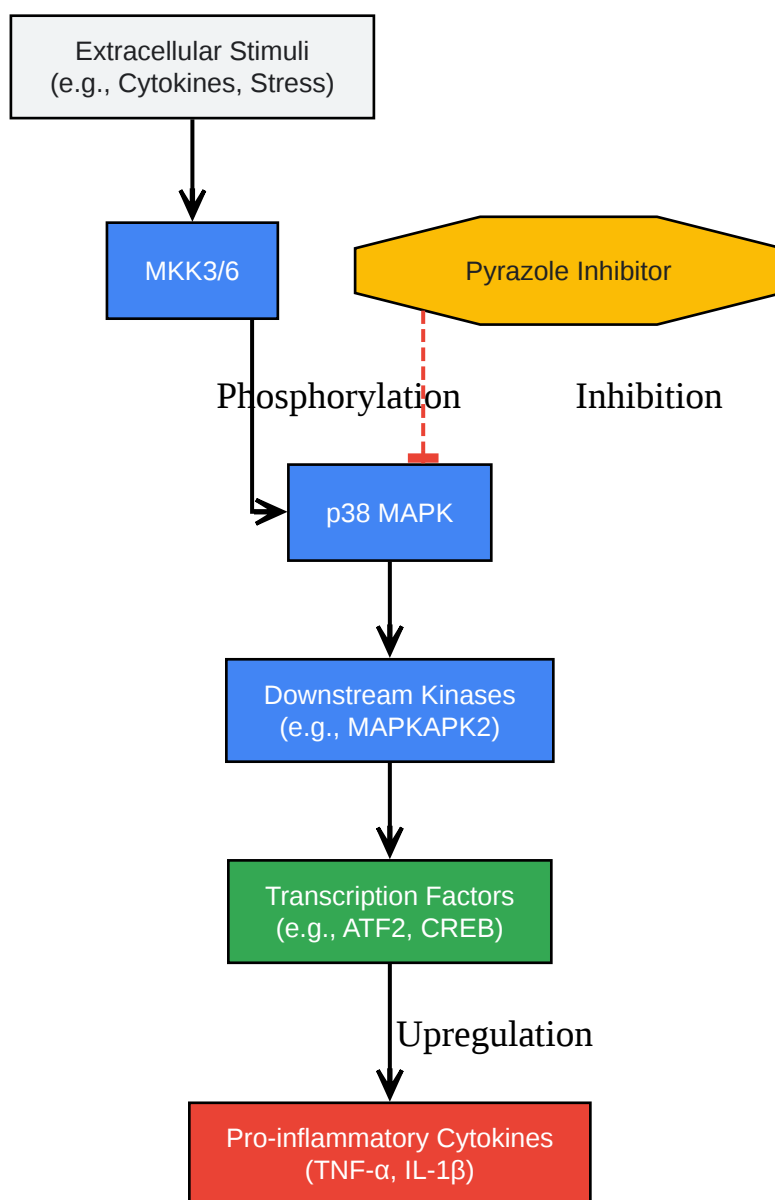 Extracellular Stimuli
(e.g., Cytokines, Stress)
MKK3/6
Pyrazole Inhibitor
Phosphorylation
Inhibition
p38 MAPK
Downstream Kinases
(e.g., MAPKAPK2)
Transcription Factors
(e.g., ATF2, CREB)
Upregulation
Pro-inflammatory Cytokines
(TNF-α, IL-1β)